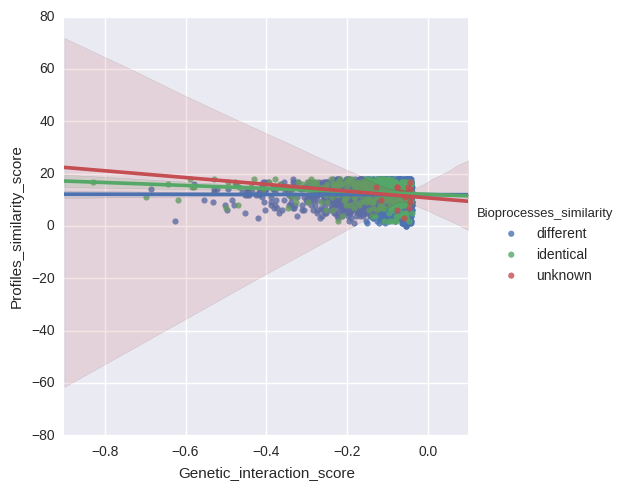 80
60
40
20
0
−20
−40
−60
−80
Profiles_similarity_score
−0.8
−0.6
−0.4
−0.2
0.0
Genetic_interaction_score
Bioprocesses_similarity
different
identical
unknown